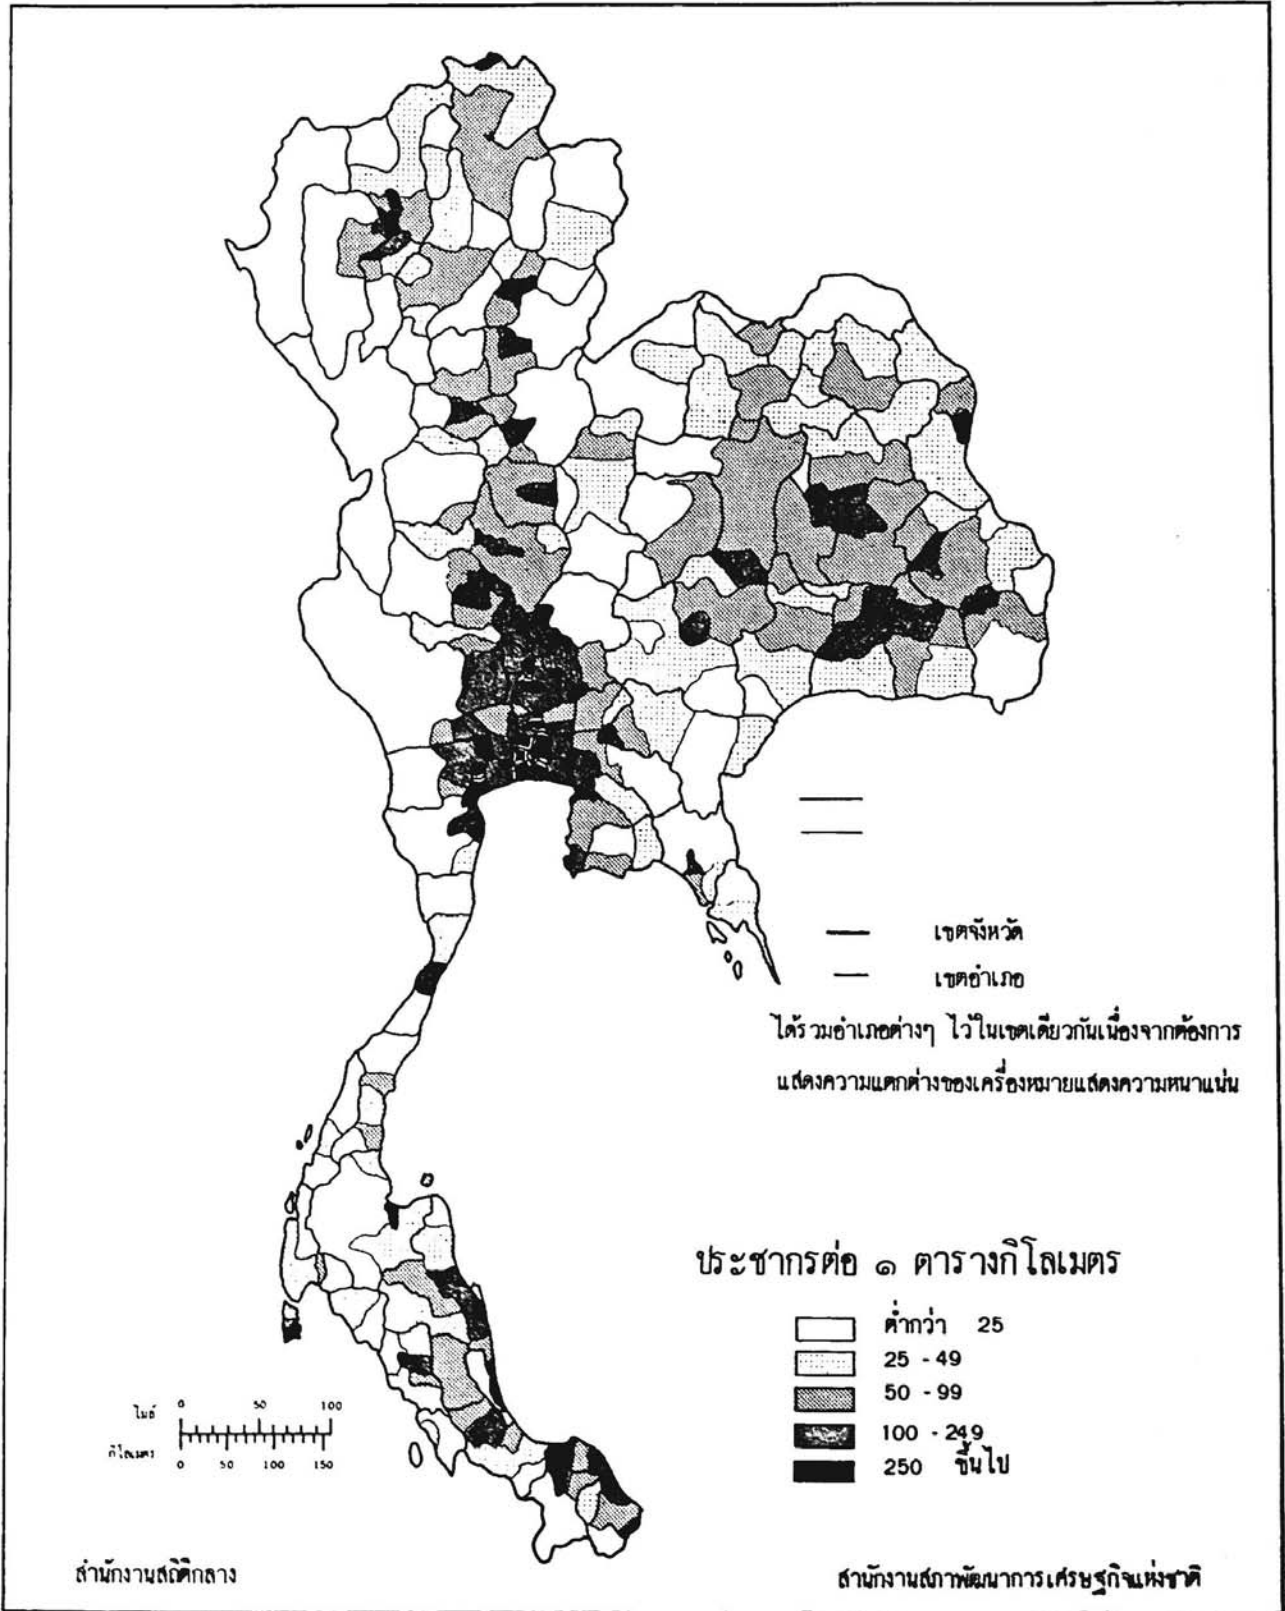 เขตจังหวัด
เขตอำเภอ
ได้รวมอำเภอต่างๆ ไว้ในเขตเดียวกันเนื่องจากต้องการ
แสดงความแตกต่างของเครื่องหมายแสดงความหนาแน่น
ประชากรต่อ ๑ ตารางกิโลเมตร
ต่ำกว่า 25
25 - 49
50 - 99
100 - 249
250 ขึ้นไป
ไมล์ 0 50 100
กิโลเมตร 0 50 100 150
สำนักงานสถิติกลาง
สำนักงานสภาพัฒนาการเศรษฐกิจแห่งชาติ